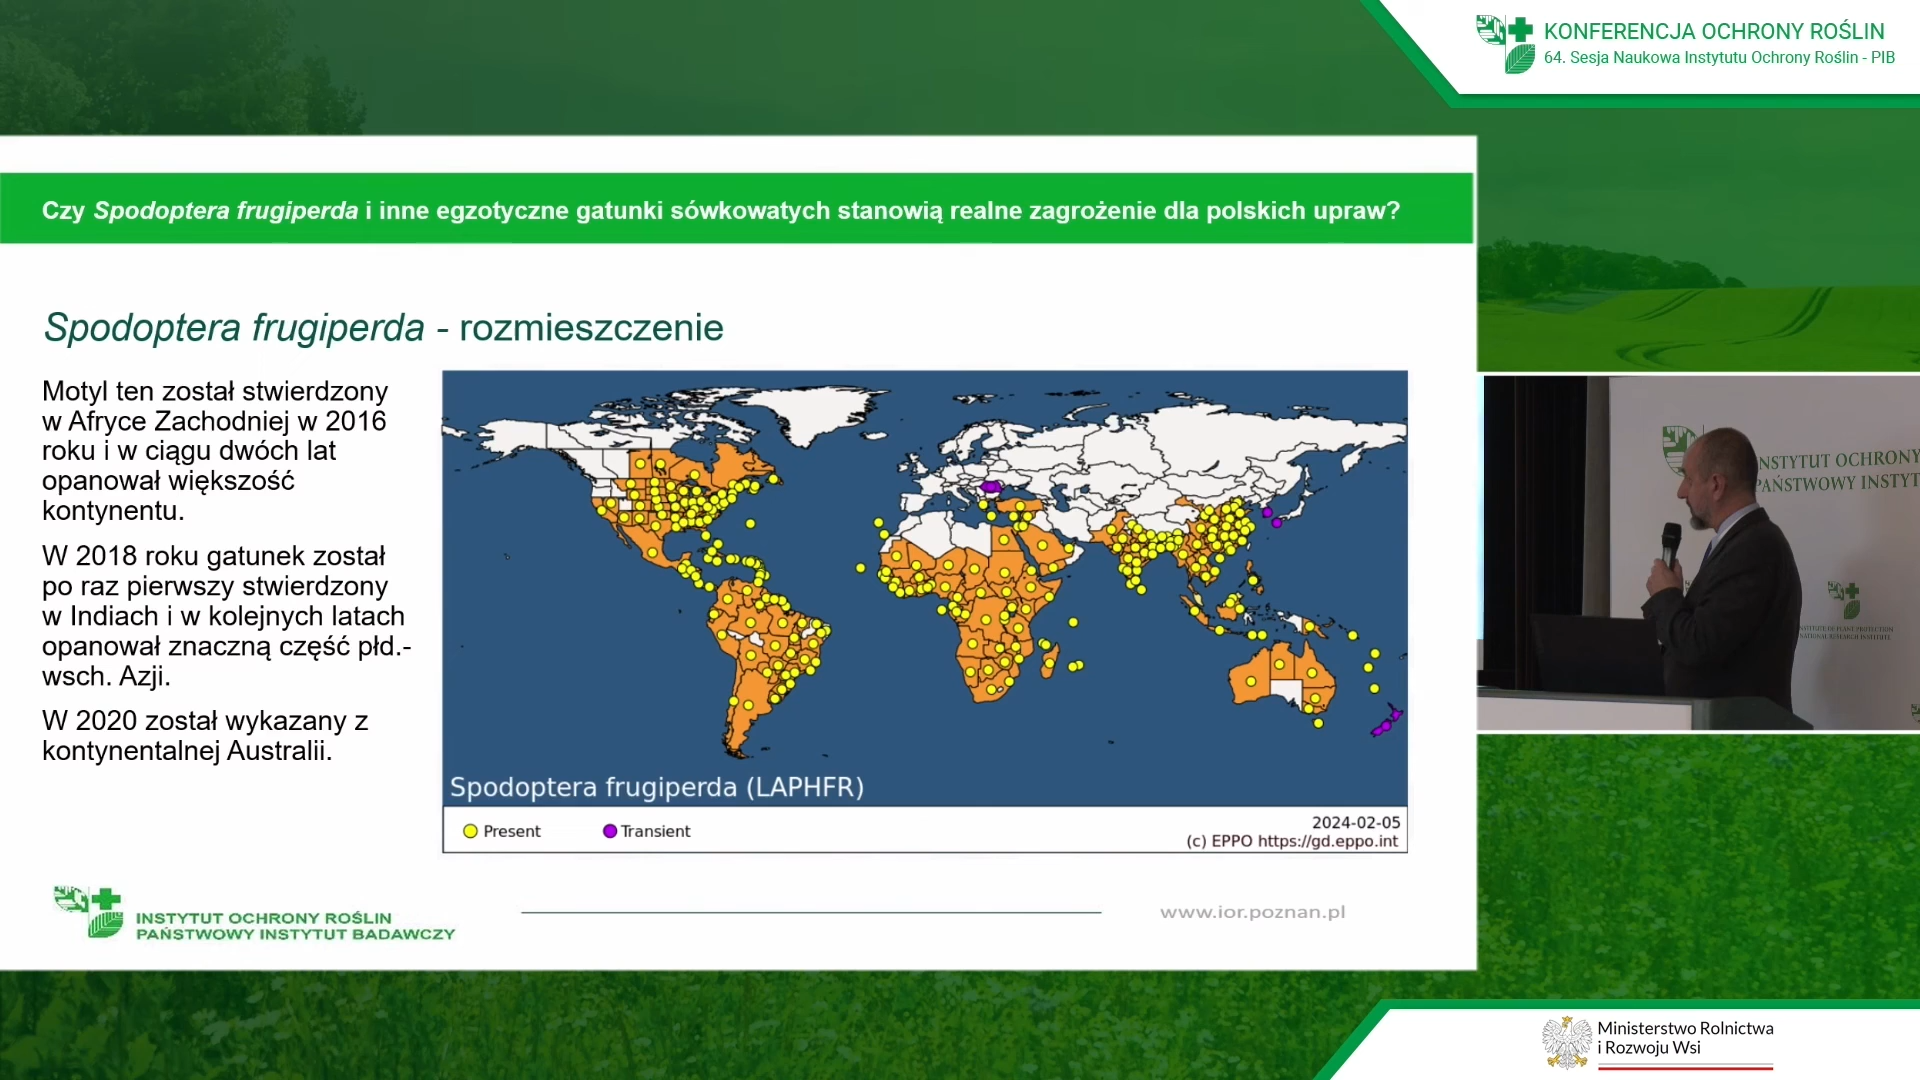 KONFERENCJA OCHRONY ROŚLIN
64. Sesja Naukowa Instytutu Ochrony Roślin - PIB
Czy Spodoptera frugiperda i inne egzotyczne gatunki sówkowatych stanowią realne zagrożenie dla polskich upraw?
Spodoptera frugiperda - rozmieszczenie
Motyl ten został stwierdzony
w Afryce Zachodniej w 2016
roku i w ciągu dwóch lat
opanował większość
kontynentu.
W 2018 roku gatunek został
po raz pierwszy stwierdzony
w Indiach i w kolejnych latach
opanował znaczną część płd.-
wsch. Azji.
W 2020 został wykazany z
kontynentalnej Australii.
Spodoptera frugiperda (LAPHFR)
Present
Transient
2024-02-05
(c) EPPO https://gd.eppo.int
INSTYTUT OCHRONY ROŚLIN
PAŃSTWOWY INSTYTUT BADAWCZY
www.ior.poznan.pl
INSTYTUT OCHRONY
PAŃSTWOWY INSTYT
INSTITUTE OF PLANT PROTECTION
NATIONAL RESEARCH INSTITUTE
Ministerstwo Rolnictwa
i Rozwoju Wsi